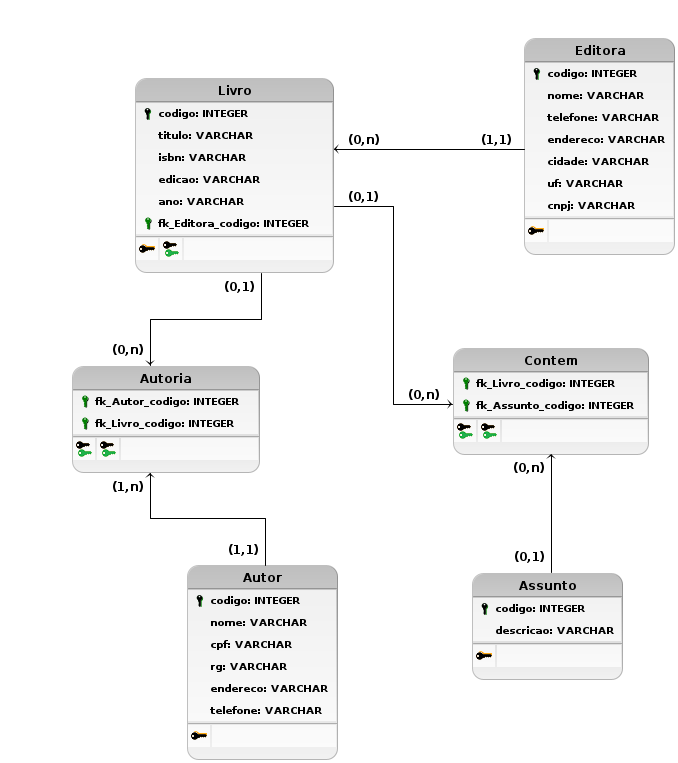 Editora
codigo: INTEGER
nome: VARCHAR
telefone: VARCHAR
endereco: VARCHAR
cidade: VARCHAR
uf: VARCHAR
cnpj: VARCHAR
Livro
codigo: INTEGER
titulo: VARCHAR
isbn: VARCHAR
edicao: VARCHAR
ano: VARCHAR
fk_Editora_codigo: INTEGER
(0,n)
(1,1)
(0,1)
(0,1)
(0,n)
(0,n)
Autoria
fk_Autor_codigo: INTEGER
fk_Livro_codigo: INTEGER
Contem
fk_Livro_codigo: INTEGER
fk_Assunto_codigo: INTEGER
(1,n)
(0,n)
(1,1)
(0,1)
Autor
codigo: INTEGER
nome: VARCHAR
cpf: VARCHAR
rg: VARCHAR
endereco: VARCHAR
telefone: VARCHAR
Assunto
codigo: INTEGER
descricao: VARCHAR